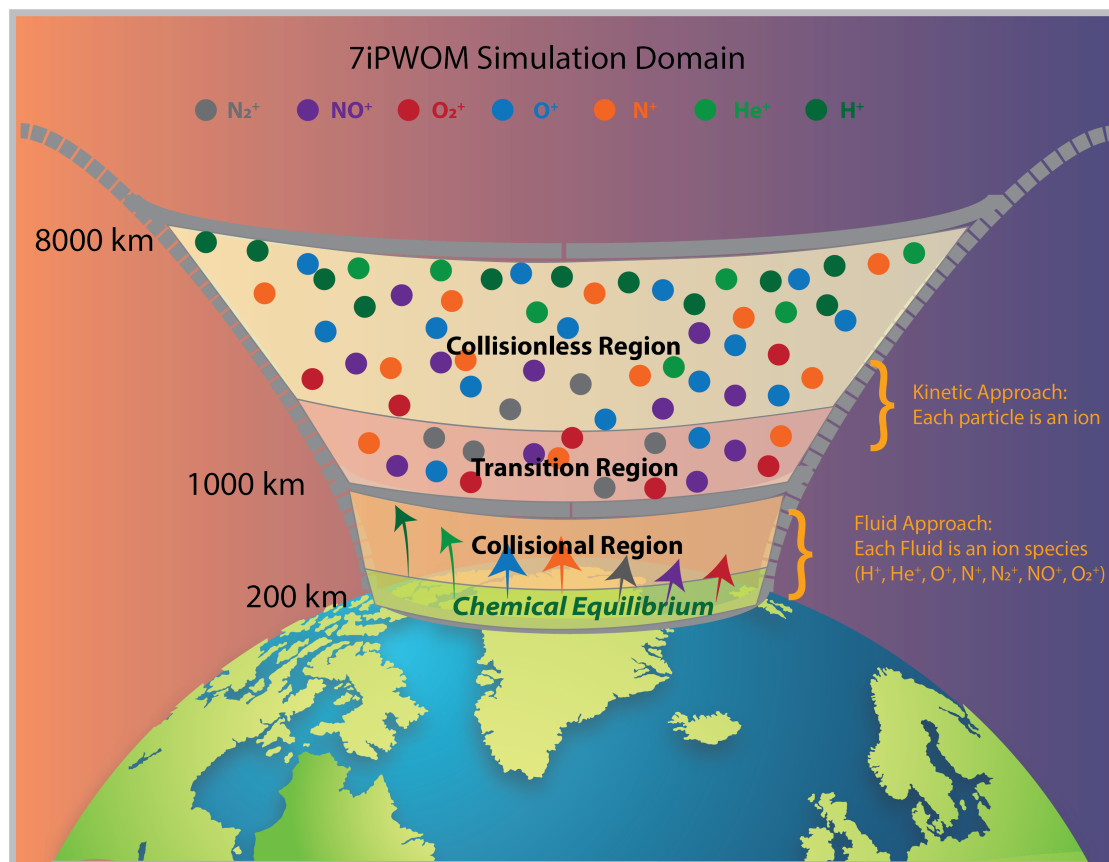 7iPWOM Simulation Domain
N₂⁺ NO⁺ O₂⁺ O⁺ N⁺ He⁺ H⁺
8000 km
Collisionless Region
Kinetic Approach:
Each particle is an ion
Transition Region
1000 km
Fluid Approach:
Each Fluid is an ion species
(H⁺, He⁺, O⁺, N⁺, N₂⁺, NO⁺, O₂⁺)
Collisional Region
200 km
Chemical Equilibrium